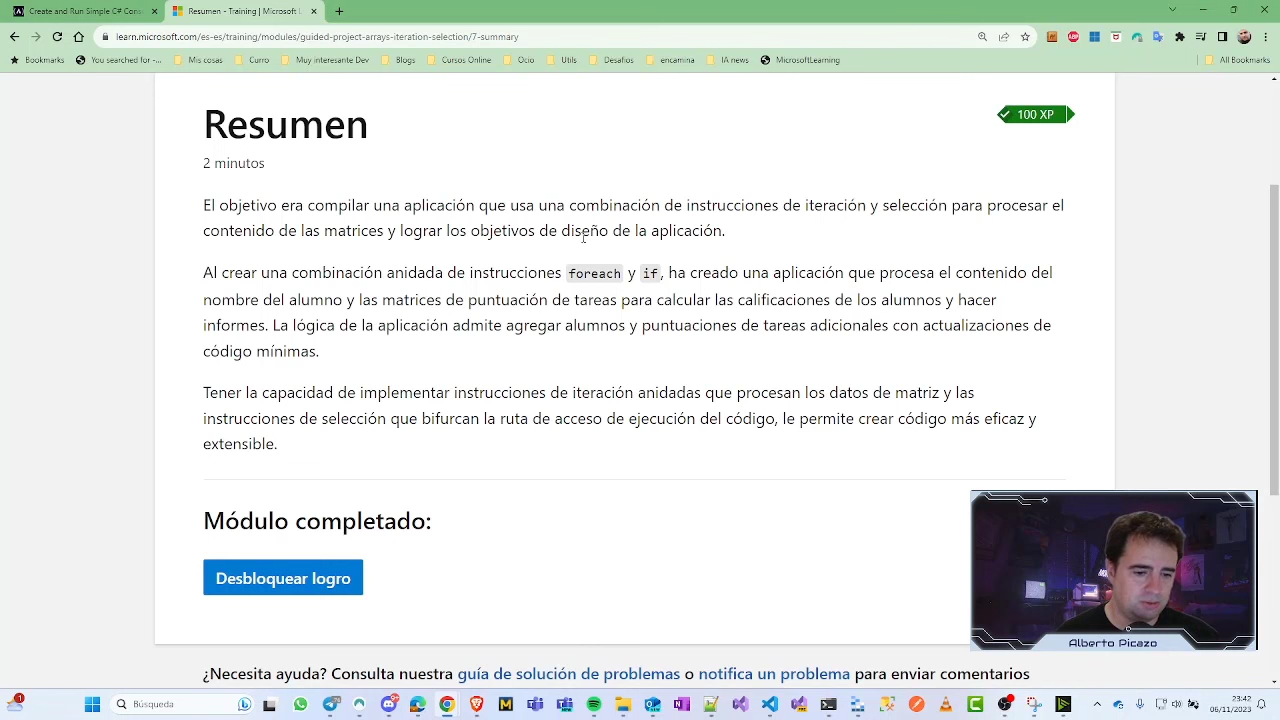 Create and Run Simple C# Con
Resumen - Training | Microsoft L
learn.microsoft.com/es-es/training/modules/guided-project-arrays-iteration-selection/7-summary
Bookmarks
You searched for -...
Mis cosas
Curro
Muy interesante Dev
Blogs
Cursos Online
Ocio
Utils
Desafios
encamina
IA news
MicrosoftLearning
All Bookmarks
Resumen
100 XP
2 minutos
El objetivo era compilar una aplicación que usa una combinación de instrucciones de iteración y selección para procesar el
contenido de las matrices y lograr los objetivos de diseño de la aplicación.
Al crear una combinación anidada de instrucciones foreach y if, ha creado una aplicación que procesa el contenido del
nombre del alumno y las matrices de puntuación de tareas para calcular las calificaciones de los alumnos y hacer
informes. La lógica de la aplicación admite agregar alumnos y puntuaciones de tareas adicionales con actualizaciones de
código mínimas.
Tener la capacidad de implementar instrucciones de iteración anidadas que procesan los datos de matriz y las
instrucciones de selección que bifurcan la ruta de acceso de ejecución del código, le permite crear código más eficaz y
extensible.
Módulo completado:
Desbloquear logro
Alberto Picazo
¿Necesita ayuda? Consulta nuestra guía de solución de problemas o notifica un problema para enviar comentarios
Búsqueda
23:42
06/11/2023